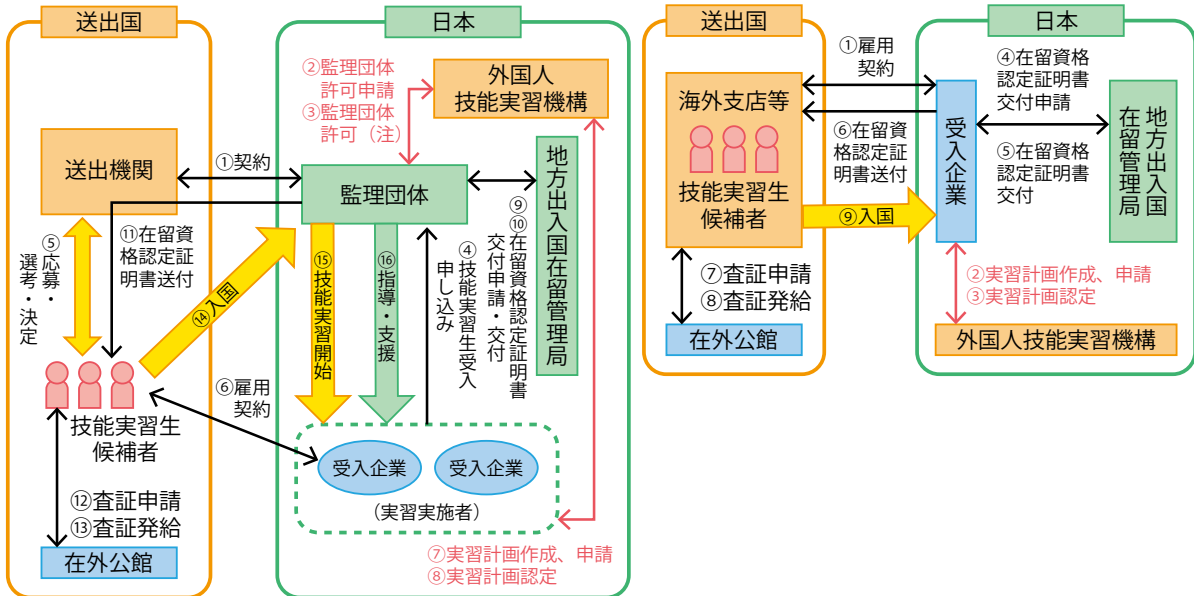 送出国
日本
②監理団体
許可申請
③監理団体
許可（注）
外国人
技能実習機構
送出機関
①契約
監理団体
地方出入国在留管理局
⑤応募・
選考・決定
⑪在留資
格認定証
明書送付
⑭入国
⑮技能実習開始
⑯指導・支援
④技能実習生受入
申し込み
⑨
⑩在留資格認定証明書
交付申請・交付
技能実習生
候補者
⑥雇用
契約
受入企業
受入企業
（実習実施者）
⑫査証申請
⑬査証発給
在外公館
⑦実習計画作成、申請
⑧実習計画認定
送出国
日本
海外支店等
技能実習生
候補者
①雇用
契約
⑥在留資
格認定証
明書送付
⑨入国
受入企業
④在留資格
認定証明書
交付申請
⑤在留資格
認定証明書
交付
地方出入国
在留管理局
⑦査証申請
⑧査証発給
在外公館
②実習計画作成、申請
③実習計画認定
外国人技能実習機構